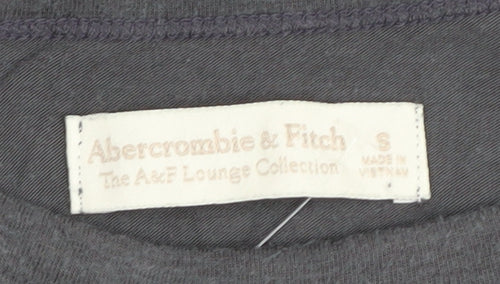 Abercrombie & Fitch S
The A&F Lounge Collection
MADE IN
VIETNAM